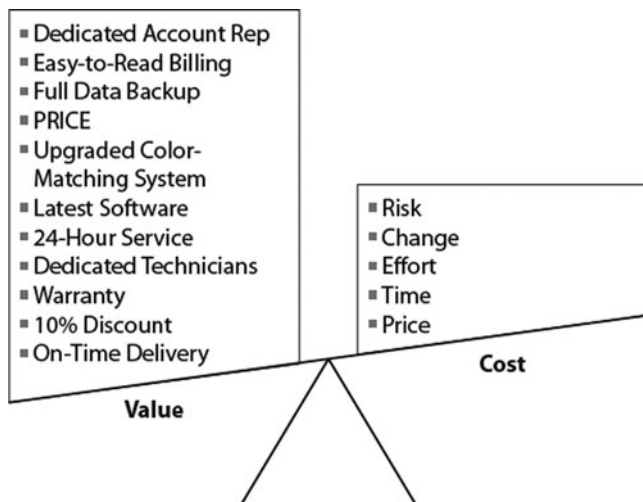 ▪ Dedicated Account Rep
▪ Easy-to-Read Billing
▪ Full Data Backup
▪ PRICE
▪ Upgraded Color-
Matching System
▪ Latest Software
▪ 24-Hour Service
▪ Dedicated Technicians
▪ Warranty
▪ 10% Discount
▪ On-Time Delivery
Value
▪ Risk
▪ Change
▪ Effort
▪ Time
▪ Price
Cost